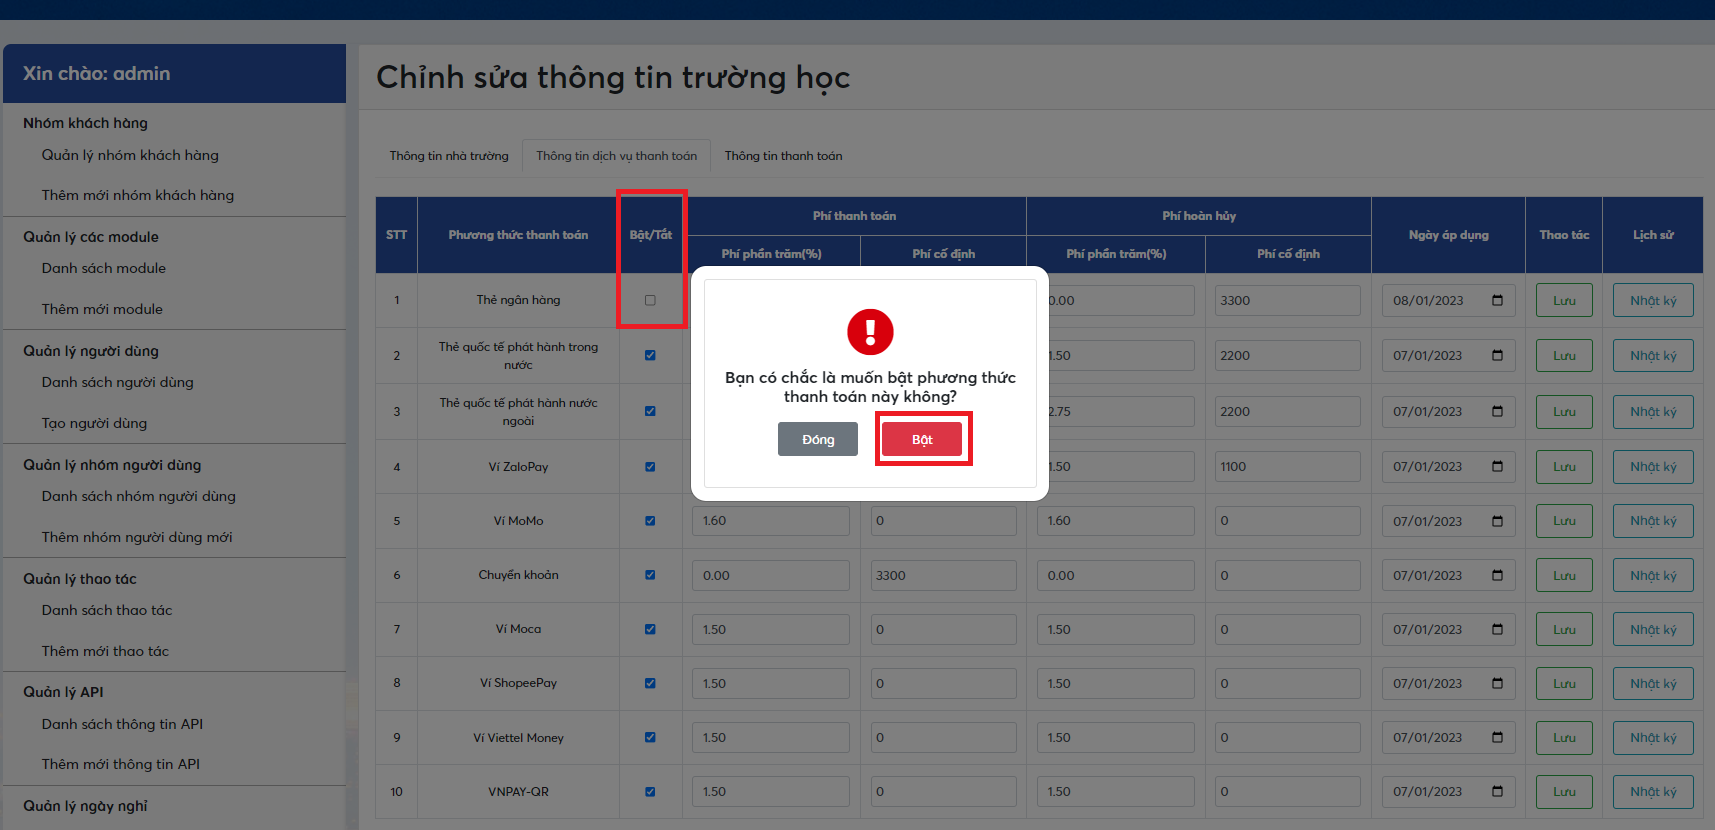 Xin chào: admin
Nhóm khách hàng
Quản lý nhóm khách hàng
Thêm mới nhóm khách hàng
Quản lý các module
Danh sách module
Thêm mới module
Quản lý người dùng
Danh sách người dùng
Tạo người dùng
Quản lý nhóm người dùng
Danh sách nhóm người dùng
Thêm nhóm người dùng mới
Quản lý thao tác
Danh sách thao tác
Thêm mới thao tác
Quản lý API
Danh sách thông tin API
Thêm mới thông tin API
Quản lý ngày nghỉ
Chỉnh sửa thông tin trường học
Thông tin nhà trường Thông tin dịch vụ thanh toán Thông tin thanh toán
STT Phương thức thanh toán Bật/Tắt Phí thanh toán Phí hoàn hủy Ngày áp dụng Thao tác Lịch sử
Phí phần trăm(%) Phí cố định Phí phần trăm(%) Phí cố định
1 Thẻ ngân hàng 0.00 3300 08/01/2023 Lưu Nhật ký
2 Thẻ quốc tế phát hành trong
nước 1.50 2200 07/01/2023 Lưu Nhật ký
3 Thẻ quốc tế phát hành nước
ngoài 2.75 2200 07/01/2023 Lưu Nhật ký
4 Ví ZaloPay 1.50 1100 07/01/2023 Lưu Nhật ký
5 Ví MoMo 1.60 0 1.60 0 07/01/2023 Lưu Nhật ký
6 Chuyển khoản 0.00 3300 0.00 0 07/01/2023 Lưu Nhật ký
7 Ví Moca 1.50 0 1.50 0 07/01/2023 Lưu Nhật ký
8 Ví ShopeePay 1.50 0 1.50 0 07/01/2023 Lưu Nhật ký
9 Ví Viettel Money 1.50 0 1.50 0 07/01/2023 Lưu Nhật ký
10 VNPAY-QR 1.50 0 1.50 0 07/01/2023 Lưu Nhật ký
Bạn có chắc là muốn bật phương thức
thanh toán này không?
Đóng Bật